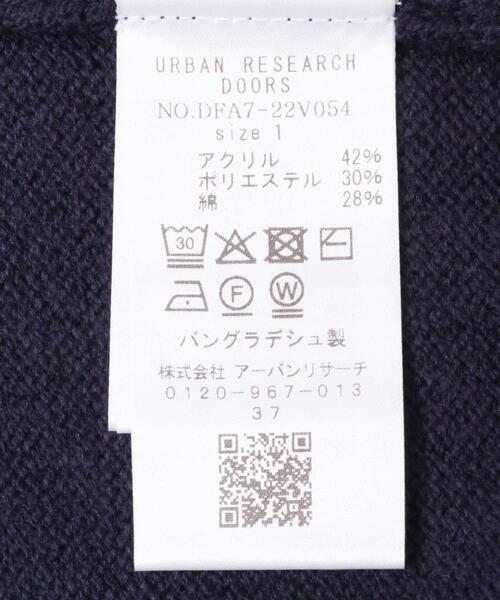 URBAN RESEARCH
DOORS
NO.DFA7-22V054
size 1
アクリル 42%
ポリエステル 30%
綿 28%
30
F W
バングラデシュ製
株式会社 アーバンリサーチ
0120-967-013
37